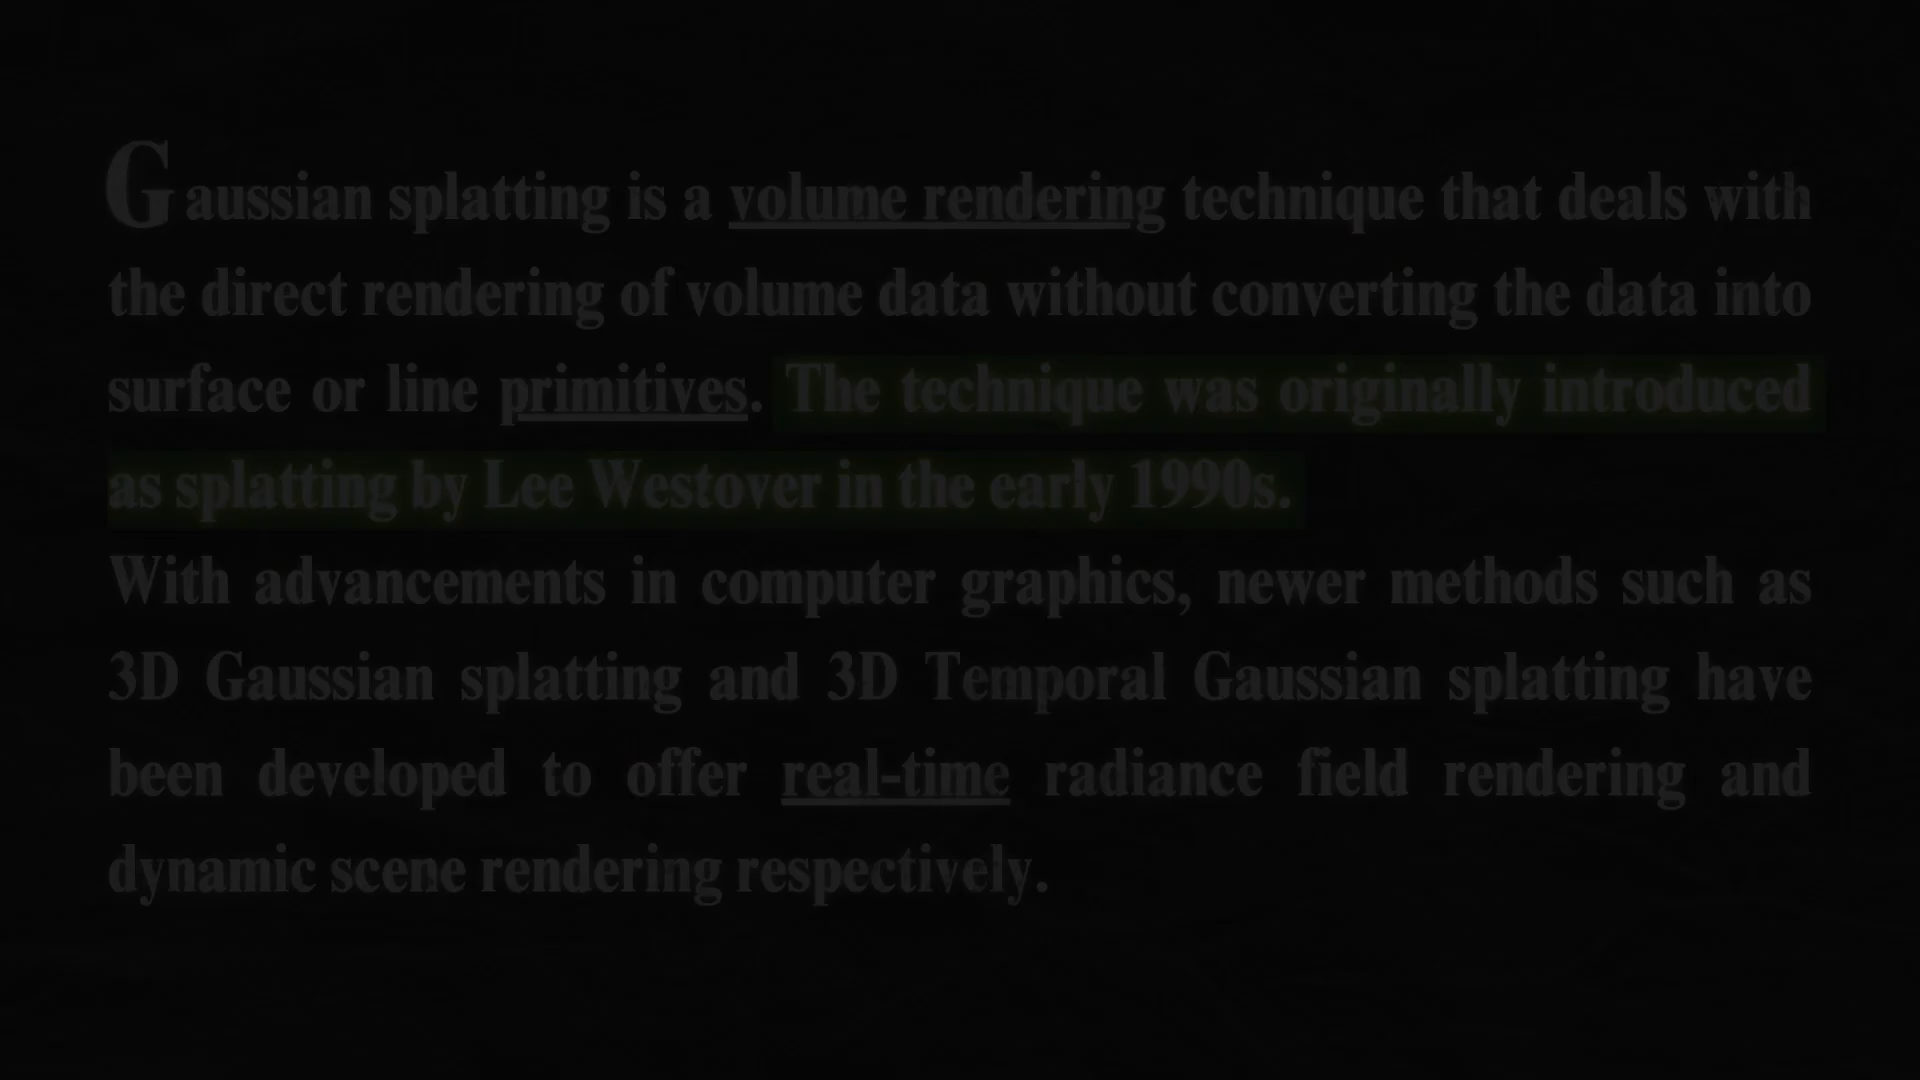 Gaussian splatting is a volume rendering technique that deals with
the direct rendering of volume data without converting the data into
surface or line primitives. The technique was originally introduced
as splatting by Lee Westover in the early 1990s.
With advancements in computer graphics, newer methods such as
3D Gaussian splatting and 3D Temporal Gaussian splatting have
been developed to offer real-time radiance field rendering and
dynamic scene rendering respectively.